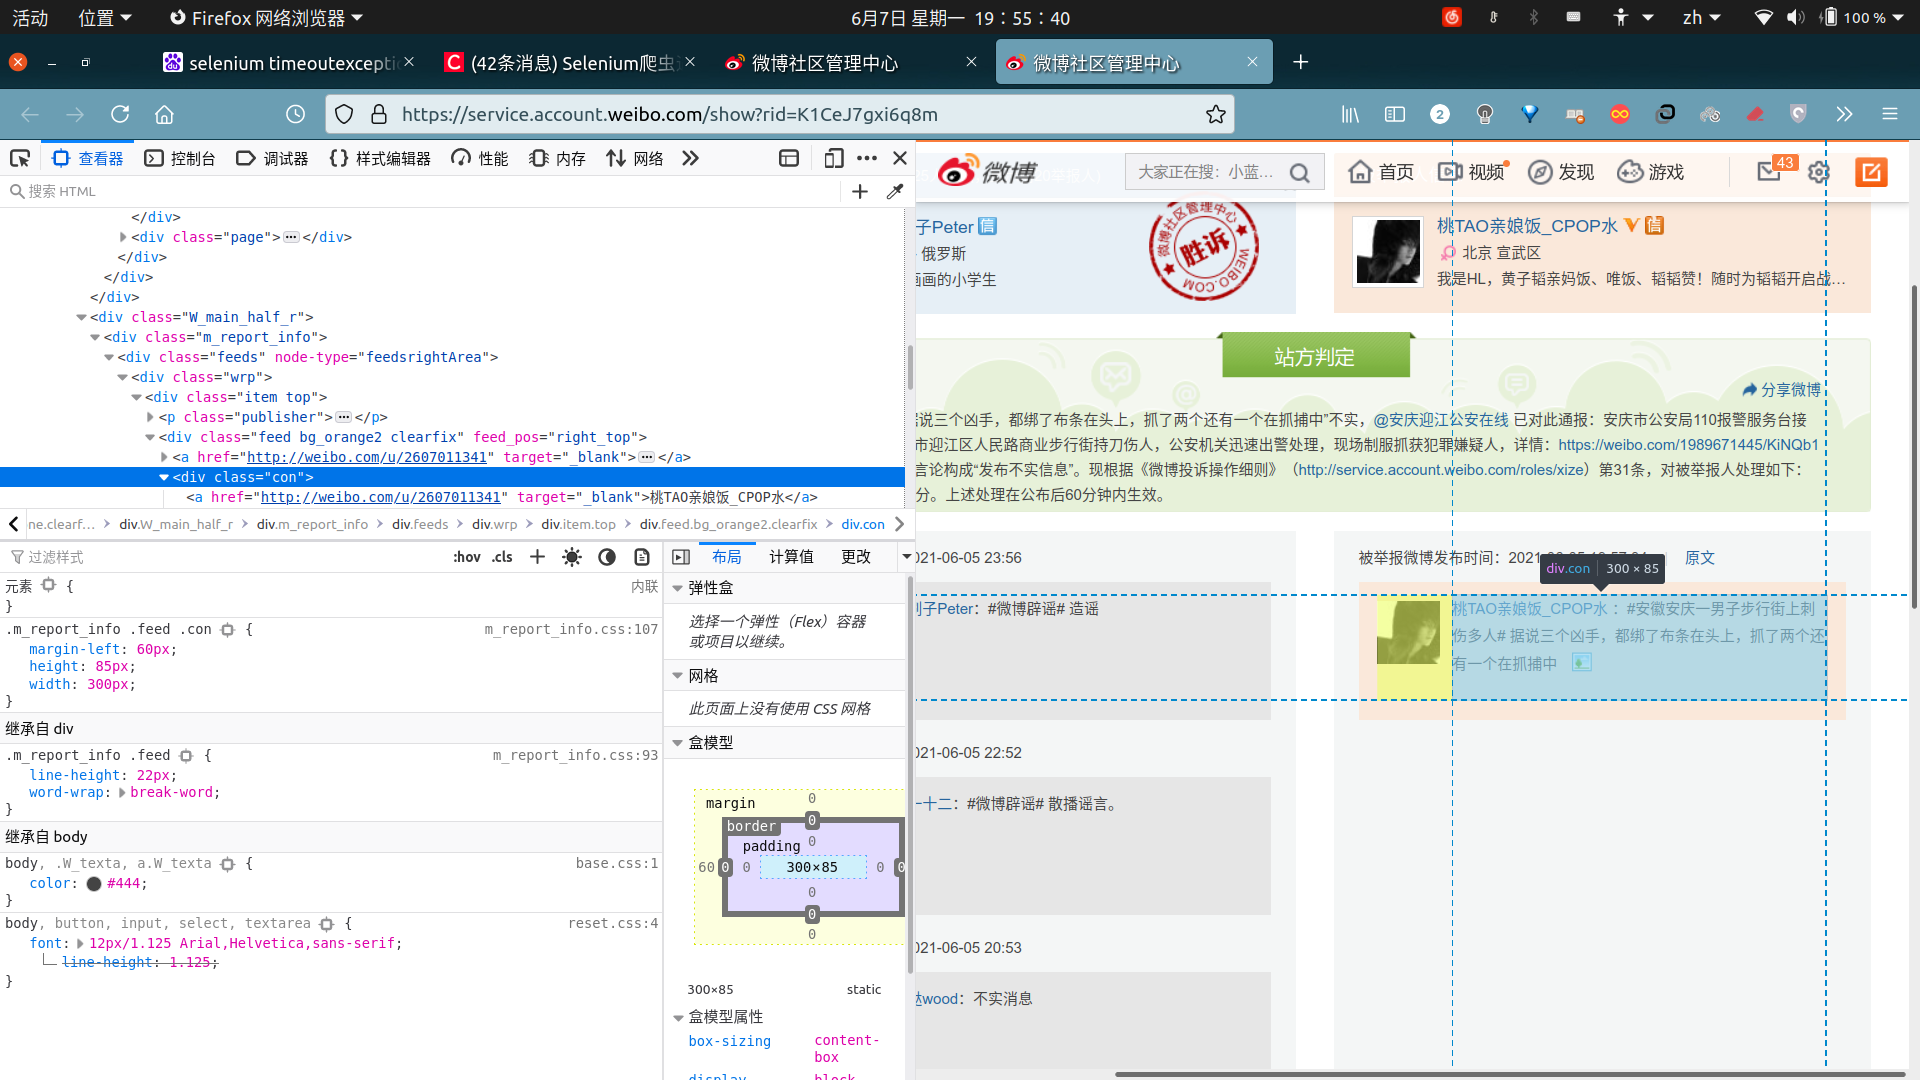 活动 位置 Firefox 网络浏览器 6月7日 星期一 19：55：40 zh 100 %
selenium timeoutexcepti (42条消息) Selenium爬虫 微博社区管理中心 微博社区管理中心
https://service.account.weibo.com/show?rid=K1CeJ7gxi6q8m 2
查看器 控制台 调试器 样式编辑器 性能 内存 网络
搜索 HTML
</div>
<div class="page"></div>
</div>
</div>
</div>
<div class="W_main_half_r">
<div class="m_report_info">
<div class="feeds" node-type="feedsrightArea">
<div class="wrp">
<div class="item top">
<p class="publisher"></p>
<div class="feed bg_orange2 clearfix" feed_pos="right_top">
<a href="http://weibo.com/u/2607011341" target="_blank"></a>
<div class="con">
<a href="http://weibo.com/u/2607011341" target="_blank">桃TAO亲娘饭_CPOP水</a>
ne.clearf… div.W_main_half_r div.m_report_info div.feeds div.wrp div.item.top div.feed.bg_orange2.clearfix div.con
过滤样式 :hov .cls
元素 { 内联
}
.m_report_info .feed .con { m_report_info.css:107
margin-left: 60px;
height: 85px;
width: 300px;
}
继承自 div
.m_report_info .feed { m_report_info.css:93
line-height: 22px;
word-wrap: break-word;
}
继承自 body
body, .W_texta, a.W_texta { base.css:1
color: #444;
}
body, button, input, select, textarea { reset.css:4
font: 12px/1.125 Arial,Helvetica,sans-serif;
line-height: 1.125;
}
布局 计算值 更改
弹性盒
选择一个弹性（Flex）容器
或项目以继续。
网格
此页面上没有使用 CSS 网格
盒模型
margin 0
border 0
padding 0
60 0 0 300×85 0 0
0
0
0
300×85 static
盒模型属性
box-sizing content-box
display block
微博 大家正在搜：小蓝... 首页 视频 发现 游戏 43
子Peter 信
俄罗斯
画画的小学生
微博社区管理中心
胜诉
WEIBO.COM
桃TAO亲娘饭_CPOP水 信
北京 宣武区
我是HL，黄子韬亲妈饭、唯饭、韬韬赞！随时为韬韬开启战…
站方判定
分享微博
说三个凶手，都绑了布条在头上，抓了两个还有一个在抓捕中”不实，@安庆迎江公安在线 已对此通报：安庆市公安局110报警服务台接
市迎江区人民路商业步行街持刀伤人，公安机关迅速出警处理，现场制服抓获犯罪嫌疑人，详情：https://weibo.com/1989671445/KiNQb1
言论构成“发布不实信息”。现根据《微博投诉操作细则》（http://service.account.weibo.com/roles/xize）第31条，对被举报人处理如下：
分。上述处理在公布后60分钟内生效。
021-06-05 23:56
子Peter：#微博辟谣# 造谣
021-06-05 22:52
十二：#微博辟谣# 散播谣言。
021-06-05 20:53
wood：不实消息
被举报微博发布时间：2021 原文
div.con 300 × 85
桃TAO亲娘饭_CPOP水 ：#安徽安庆一男子步行街上刺
伤多人# 据说三个凶手，都绑了布条在头上，抓了两个还
有一个在抓捕中